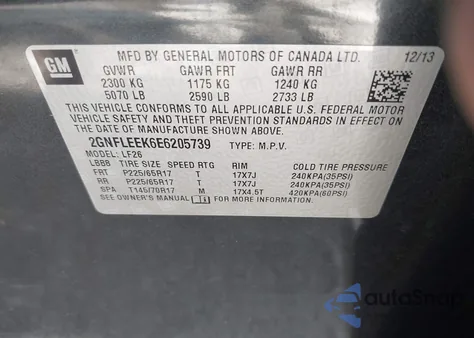 GM
MFD BY GENERAL MOTORS OF CANADA LTD. 12/13
GVWR GAWR FRT GAWR RR
2300 KG 1175 KG 1240 KG
5070 LB 2590 LB 2733 LB
THIS VEHICLE CONFORMS TO ALL APPLICABLE U.S. FEDERAL MOTOR
VEHICLE SAFETY AND THEFT PREVENTION STANDARDS IN EFFECT ON
THE DATE OF MANUFACTURE SHOWN ABOVE.
2GNFLEEK6E6205739 TYPE: M.P.V.
MODEL: LF26
LBBB TIRE SIZE SPEED RTG RIM COLD TIRE PRESSURE
FRT P225/65R17 T 17X7J 240KPA(35PSI)
RR P225/65R17 T 17X7J 240KPA(35PSI)
SPA T145/70R17 M 17X4.5T 420KPA(60PSI)
SEE OWNER'S MANUAL FOR MORE INFORMATION.
autoSnap